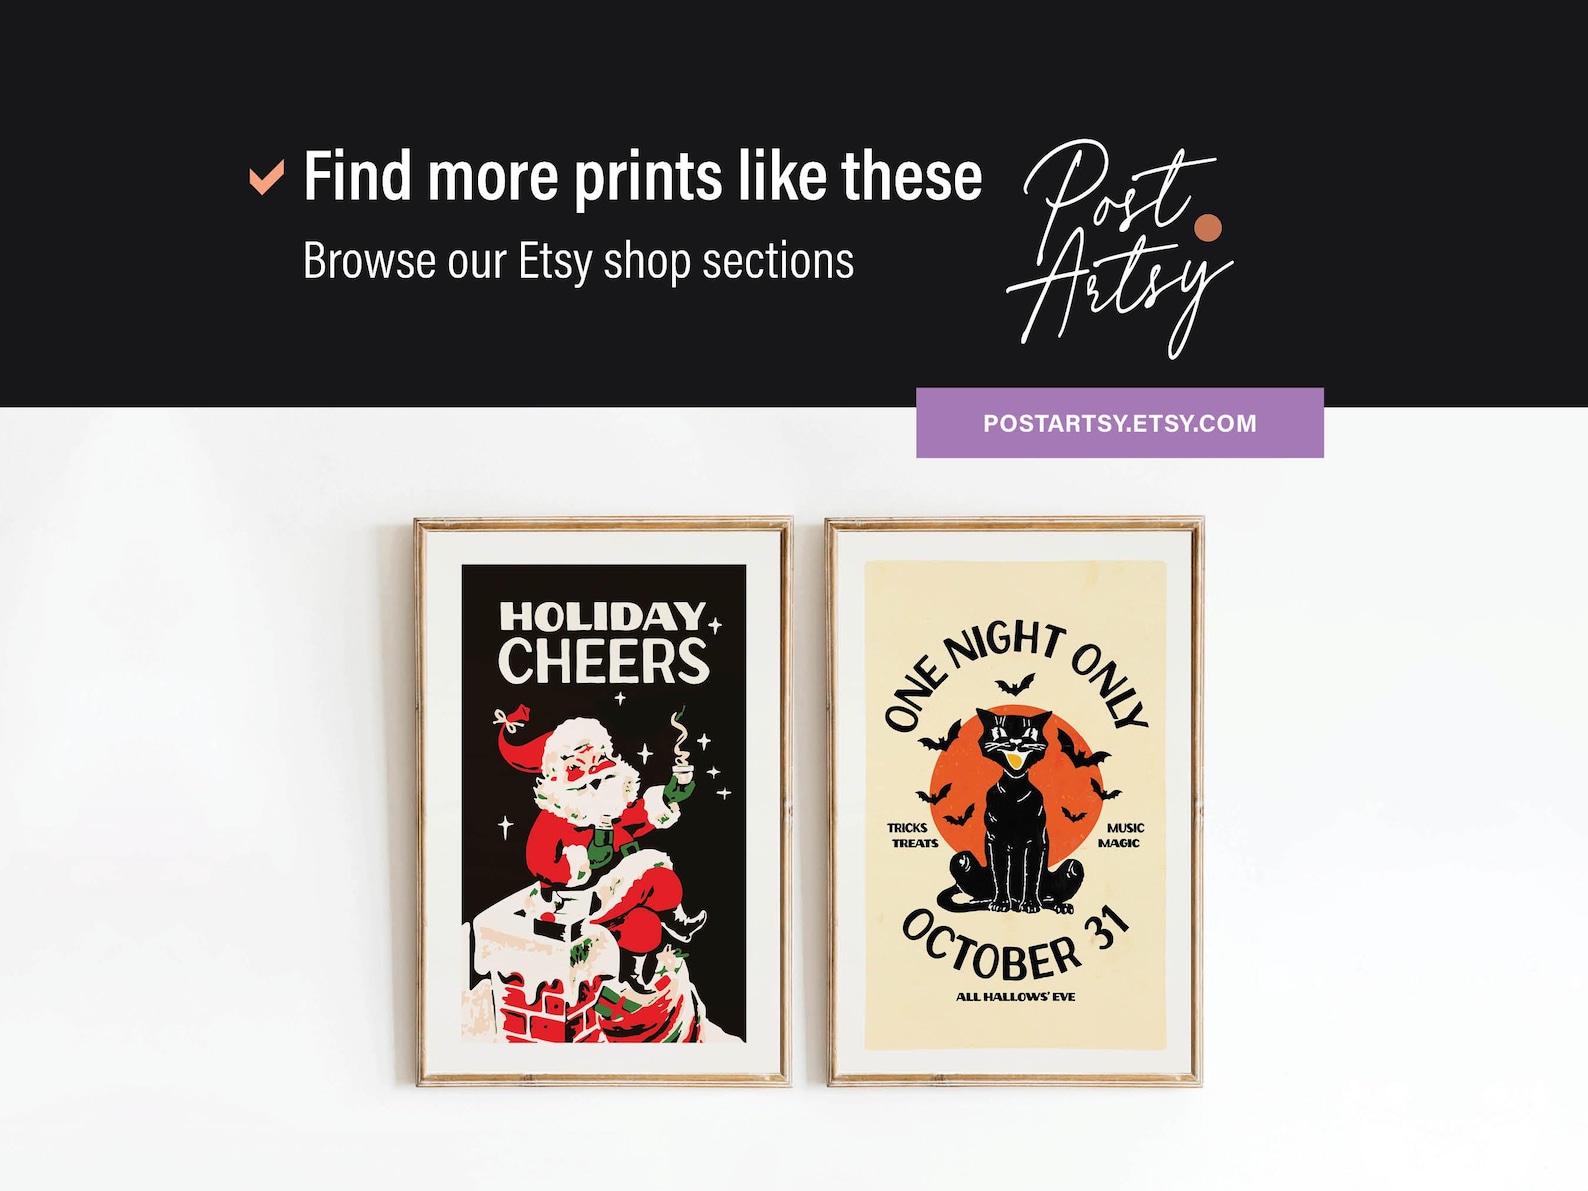 Find more prints like these
Browse our Etsy shop sections
Post
Artsy
POSTARTSY.ETSY.COM
HOLIDAY
CHEERS
ONE NIGHT ONLY
TRICKS
TREATS
MUSIC
MAGIC
OCTOBER 31
ALL HALLOWS' EVE